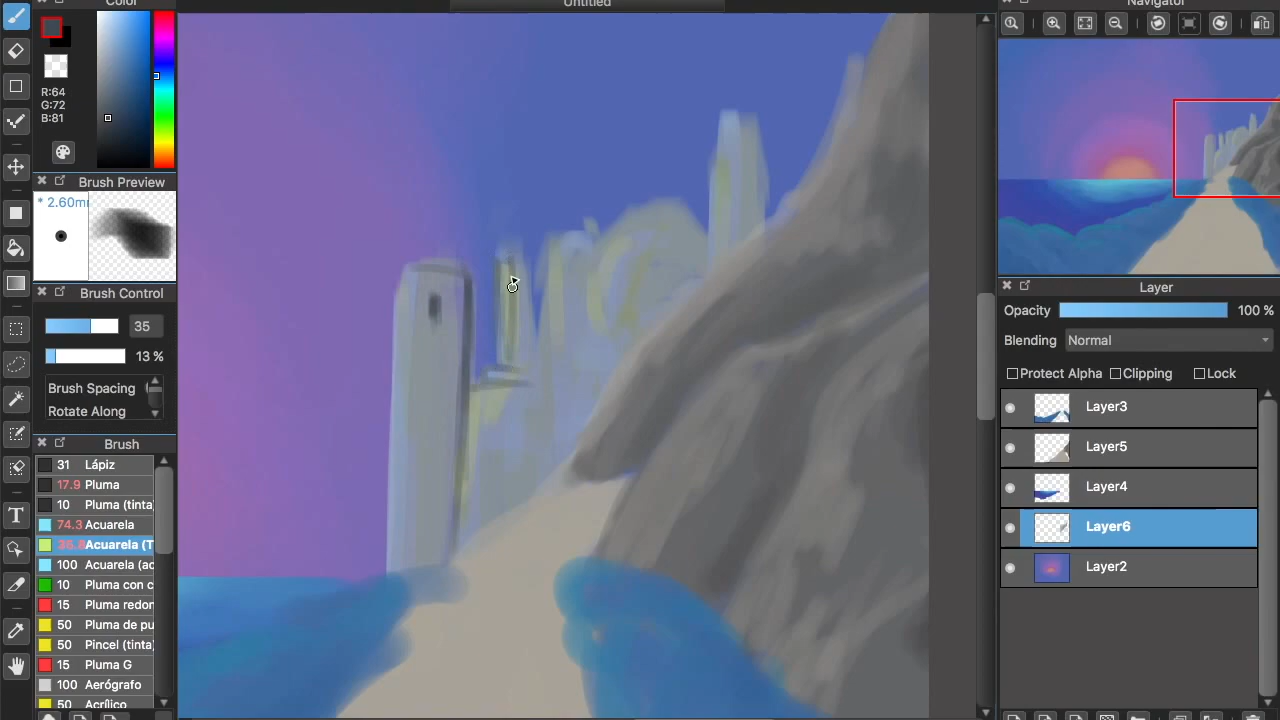 Color
Untitled
Navigator
R:64
G:72
B:81
Brush Preview
* 2.60m
Brush Control
35
13 %
Brush Spacing
Rotate Along
Brush
31 Lápiz
17.9 Pluma
10 Pluma (tinta
74.3 Acuarela
Acuarela (T
100 Acuarela (ac
10 Pluma con c
15 Pluma redon
50 Pluma de pu
50 Pincel (tinta
15 Pluma G
100 Aerógrafo
50 Acrílico
T
Layer
Opacity 100 %
Blending Normal
Protect Alpha Clipping Lock
Layer3
Layer5
Layer4
Layer6
Layer2